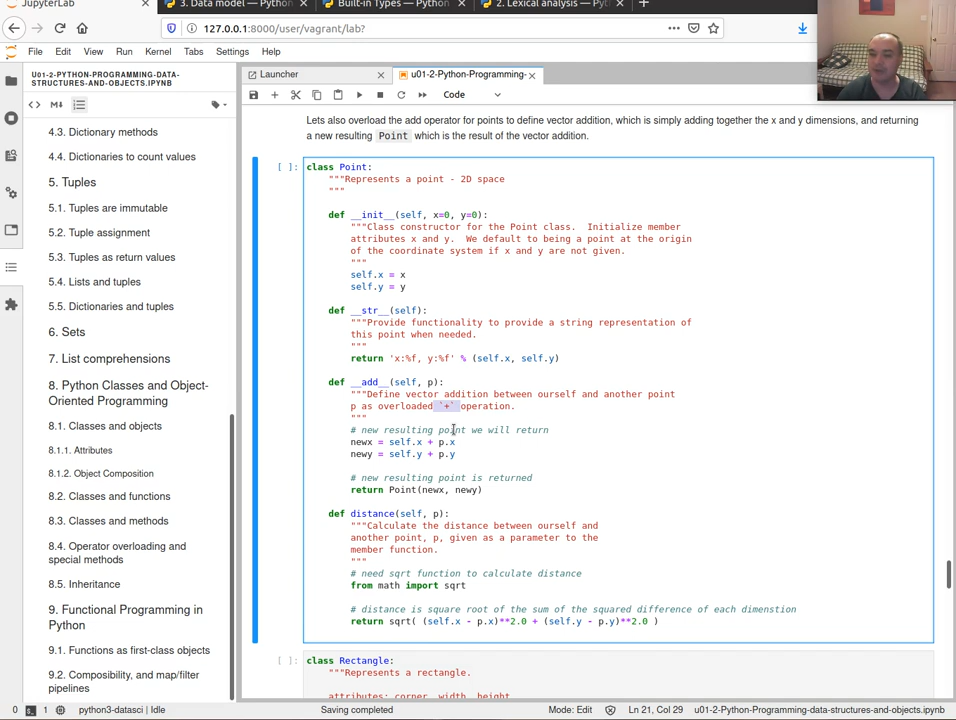 JupyterLab
3. Data model — Python
Built-in Types — Python
2. Lexical analysis — Pyt
127.0.0.1:8000/user/vagrant/lab?
File Edit View Run Kernel Tabs Settings Help
U01-2-PYTHON-PROGRAMMING-DATA-
STRUCTURES-AND-OBJECTS.IPYNB
4.3. Dictionary methods
4.4. Dictionaries to count values
5. Tuples
5.1. Tuples are immutable
5.2. Tuple assignment
5.3. Tuples as return values
5.4. Lists and tuples
5.5. Dictionaries and tuples
6. Sets
7. List comprehensions
8. Python Classes and Object-
Oriented Programming
8.1. Classes and objects
8.1.1. Attributes
8.1.2. Object Composition
8.2. Classes and functions
8.3. Classes and methods
8.4. Operator overloading and
special methods
8.5. Inheritance
9. Functional Programming in
Python
9.1. Functions as first-class objects
9.2. Composibility, and map/filter
pipelines
Launcher
u01-2-Python-Programming-
Code
Lets also overload the add operator for points to define vector addition, which is simply adding together the x and y dimensions, and returning
a new resulting Point which is the result of the vector addition.
[ ]: class Point:
"""Represents a point - 2D space
"""
def __init__(self, x=0, y=0):
"""Class constructor for the Point class.  Initialize member
attributes x and y.  We default to being a point at the origin
of the coordinate system if x and y are not given.
"""
self.x = x
self.y = y
def __str__(self):
"""Provide functionality to provide a string representation of
this point when needed.
"""
return 'x:%f, y:%f' % (self.x, self.y)
def __add__(self, p):
"""Define vector addition between ourself and another point
p as overloaded `+` operation.
"""
# new resulting point we will return
newx = self.x + p.x
newy = self.y + p.y
# new resulting point is returned
return Point(newx, newy)
def distance(self, p):
"""Calculate the distance between ourself and
another point, p, given as a parameter to the
member function.
"""
# need sqrt function to calculate distance
from math import sqrt
# distance is square root of the sum of the squared difference of each dimenstion
return sqrt( (self.x - p.x)**2.0 + (self.y - p.y)**2.0 )
[ ]: class Rectangle:
"""Represents a rectangle.
attributes: corner, width, height
0 1 python3-datasci | Idle
Saving completed
Mode: Edit
Ln 21, Col 29
u01-2-Python-Programming-data-structures-and-objects.ipynb